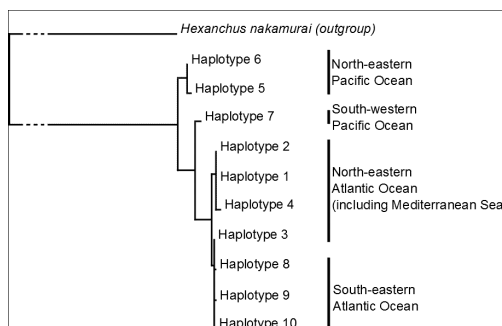 Hexanchus nakamurai (outgroup)
Haplotype 6
Haplotype 5
North-eastern
Pacific Ocean
Haplotype 7
South-western
Pacific Ocean
Haplotype 2
Haplotype 1
Haplotype 4
Haplotype 3
North-eastern
Atlantic Ocean
(including Mediterranean Sea
Haplotype 8
Haplotype 9
Haplotype 10
South-eastern
Atlantic Ocean